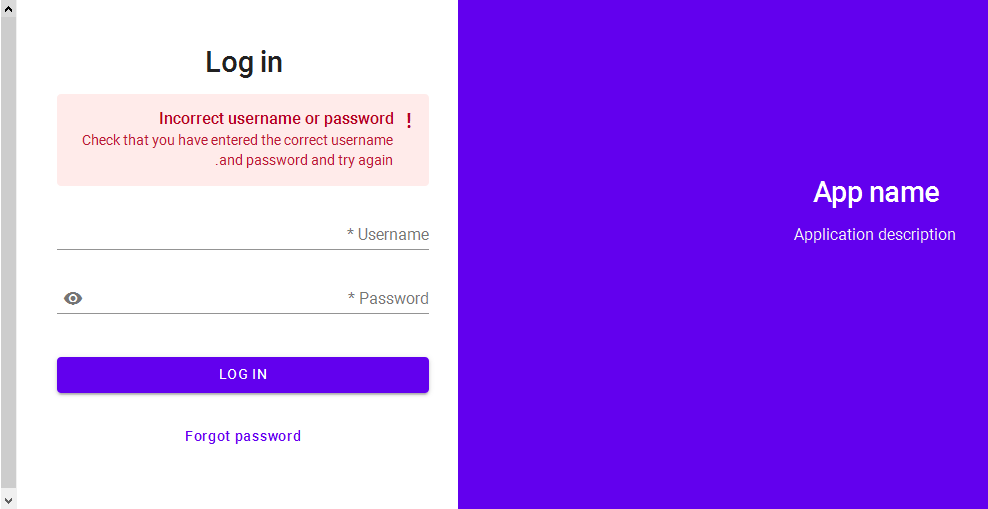 Log in
Incorrect username or password !
Check that you have entered the correct username
.and password and try again
* Username
* Password
LOG IN
Forgot password
App name
Application description